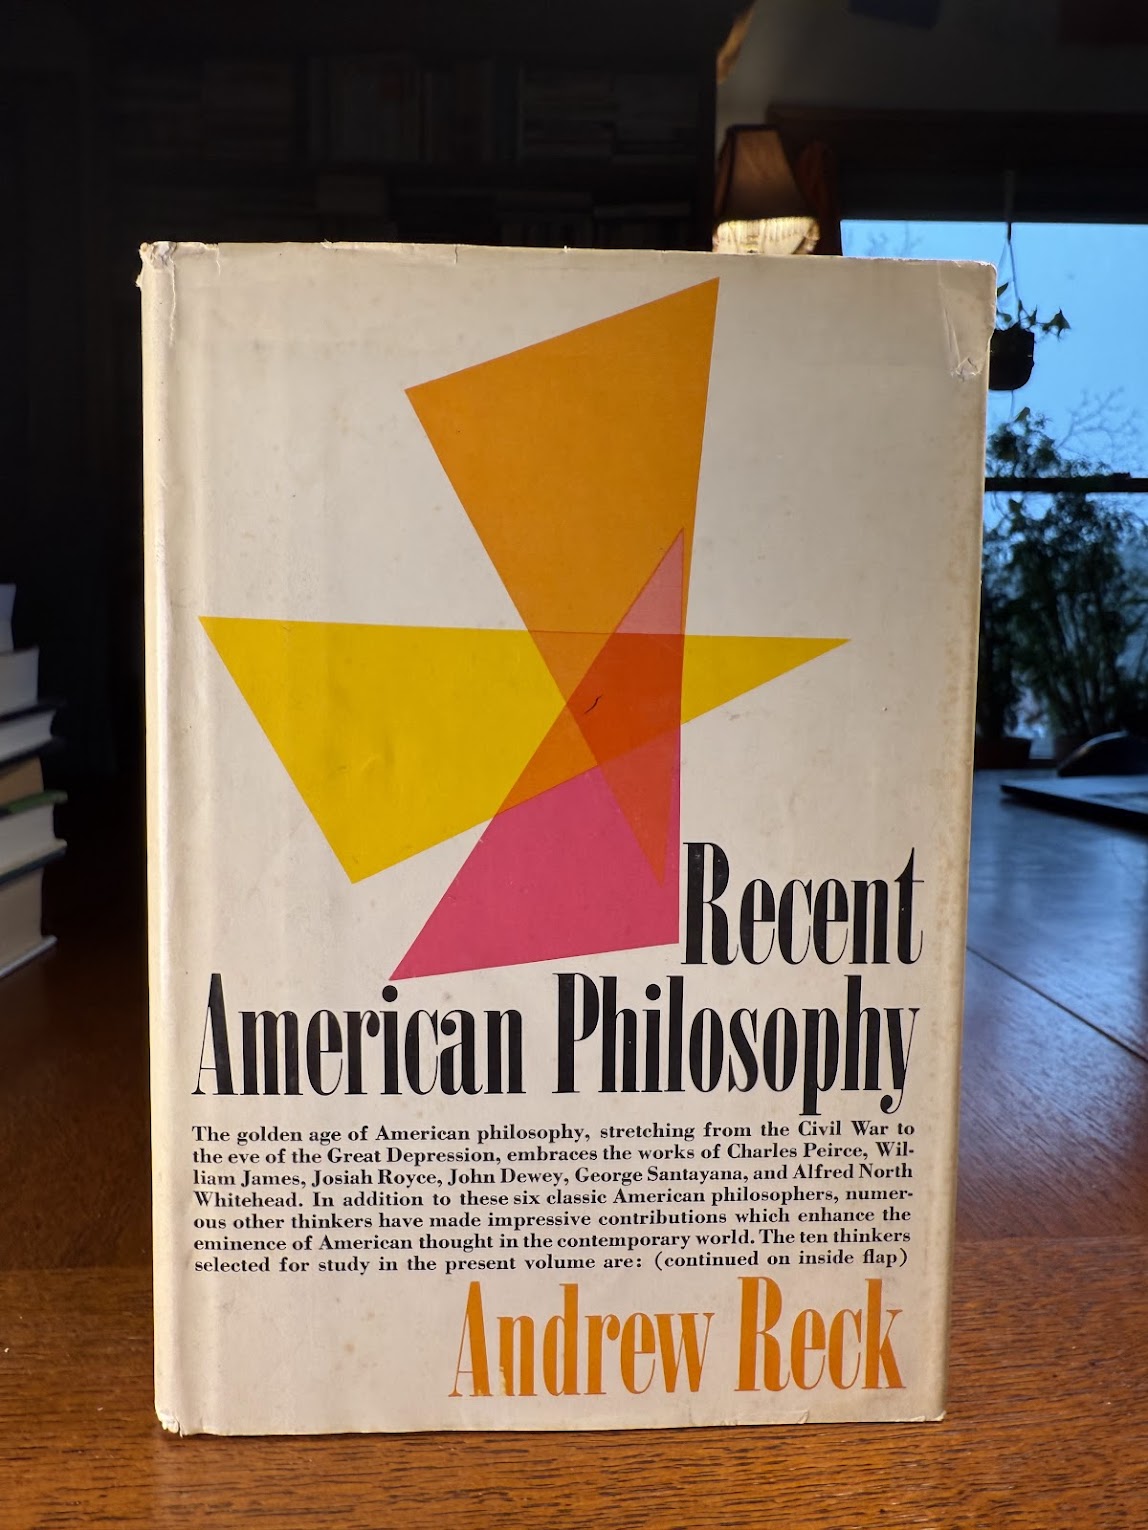 Recent
American Philosophy
The golden age of American philosophy, stretching from the Civil War to
the eve of the Great Depression, embraces the works of Charles Peirce, Wil-
liam James, Josiah Royce, John Dewey, George Santayana, and Alfred North
Whitehead. In addition to these six classic American philosophers, numer-
ous other thinkers have made impressive contributions which enhance the
eminence of American thought in the contemporary world. The ten thinkers
selected for study in the present volume are: (continued on inside flap)
Andrew Reck